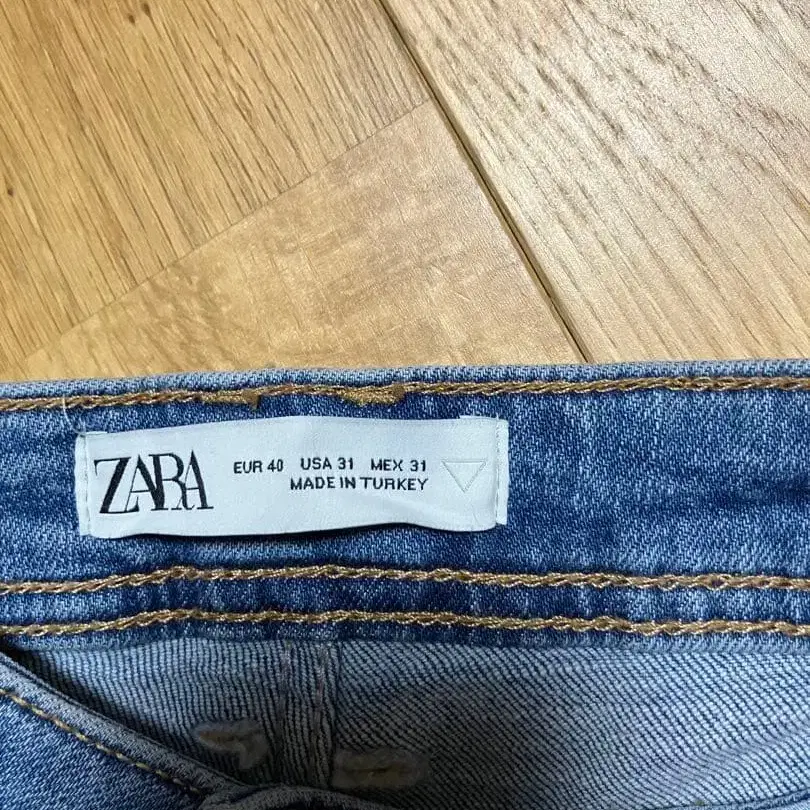 ZARA
EUR 40 USA 31 MEX 31
MADE IN TURKEY